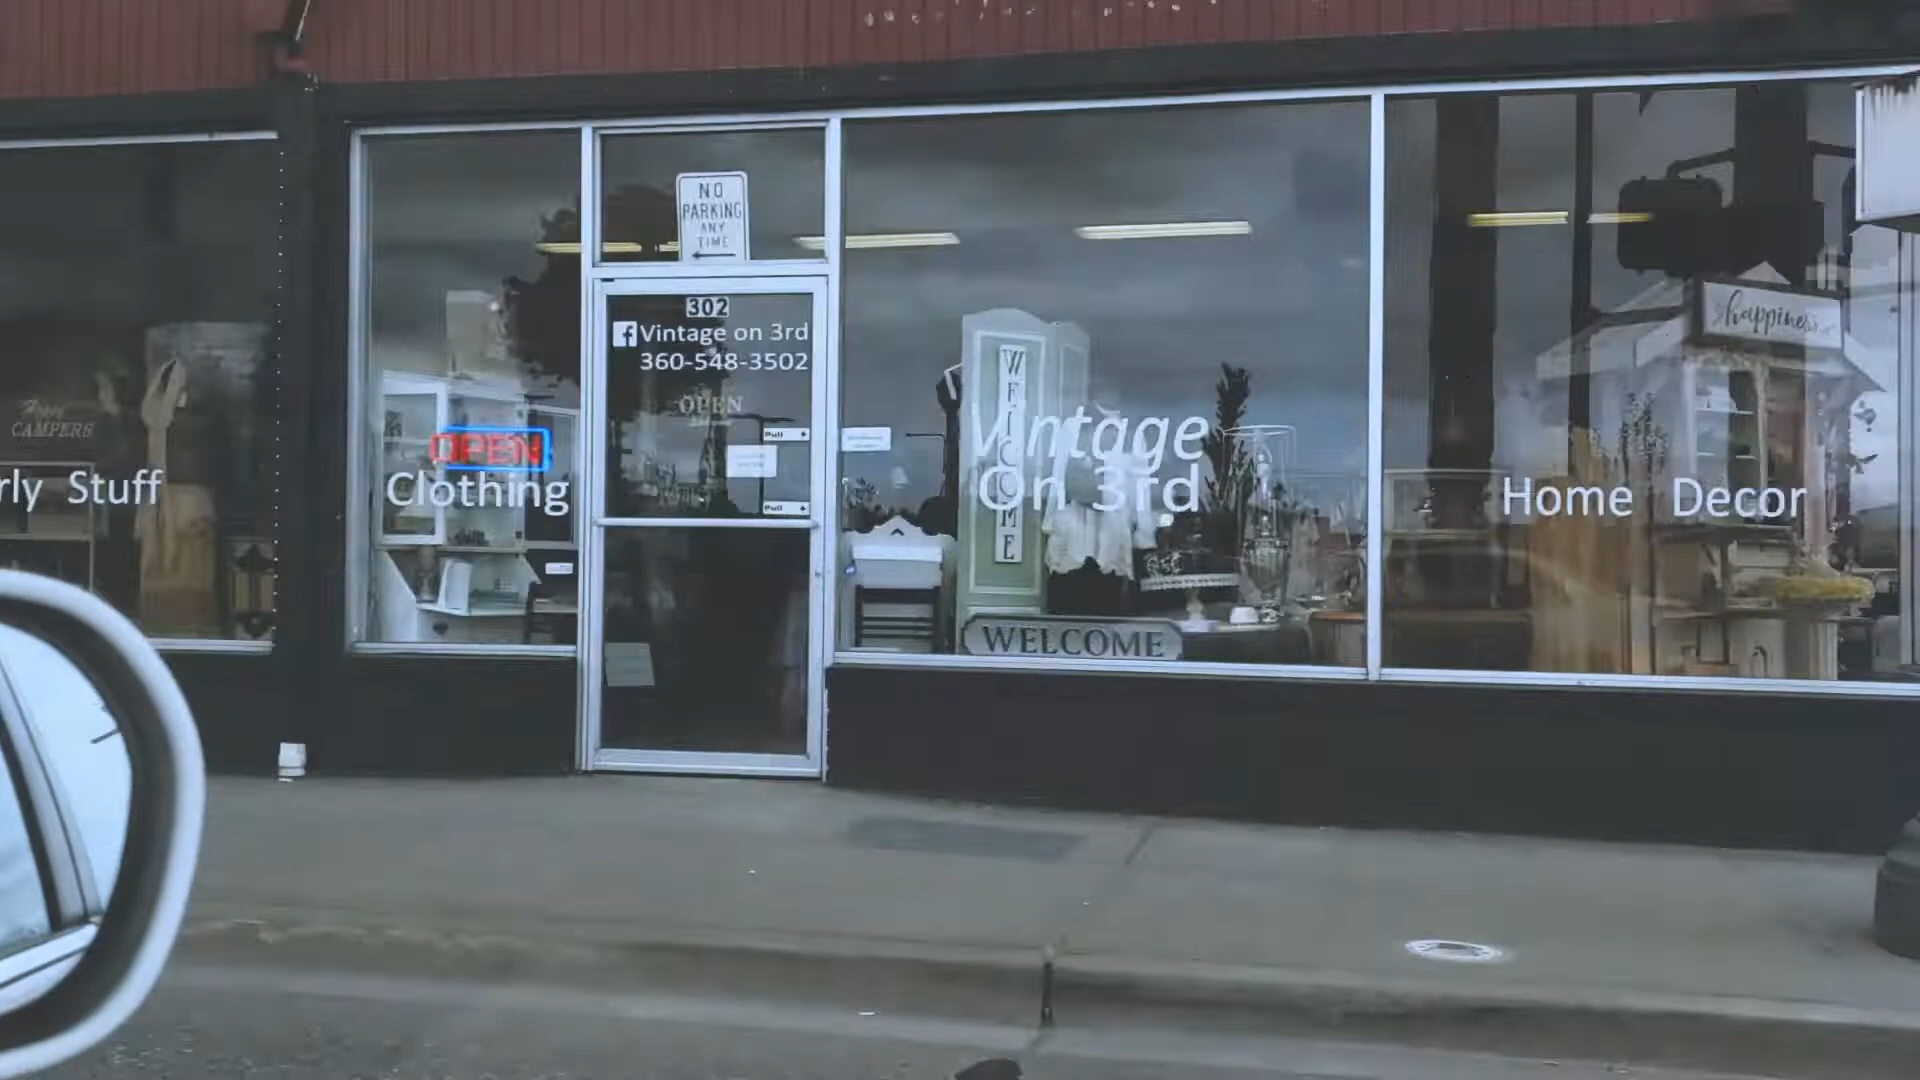 NO
PARKING
ANY
TIME
302
Vintage on 3rd
360-548-3502
OPEN
Pull
Pull
Happy
CAMPERS
rly Stuff
OPEN
Clothing
WELCOME
Vintage
On 3rd
WELCOME
happiness
Home Decor